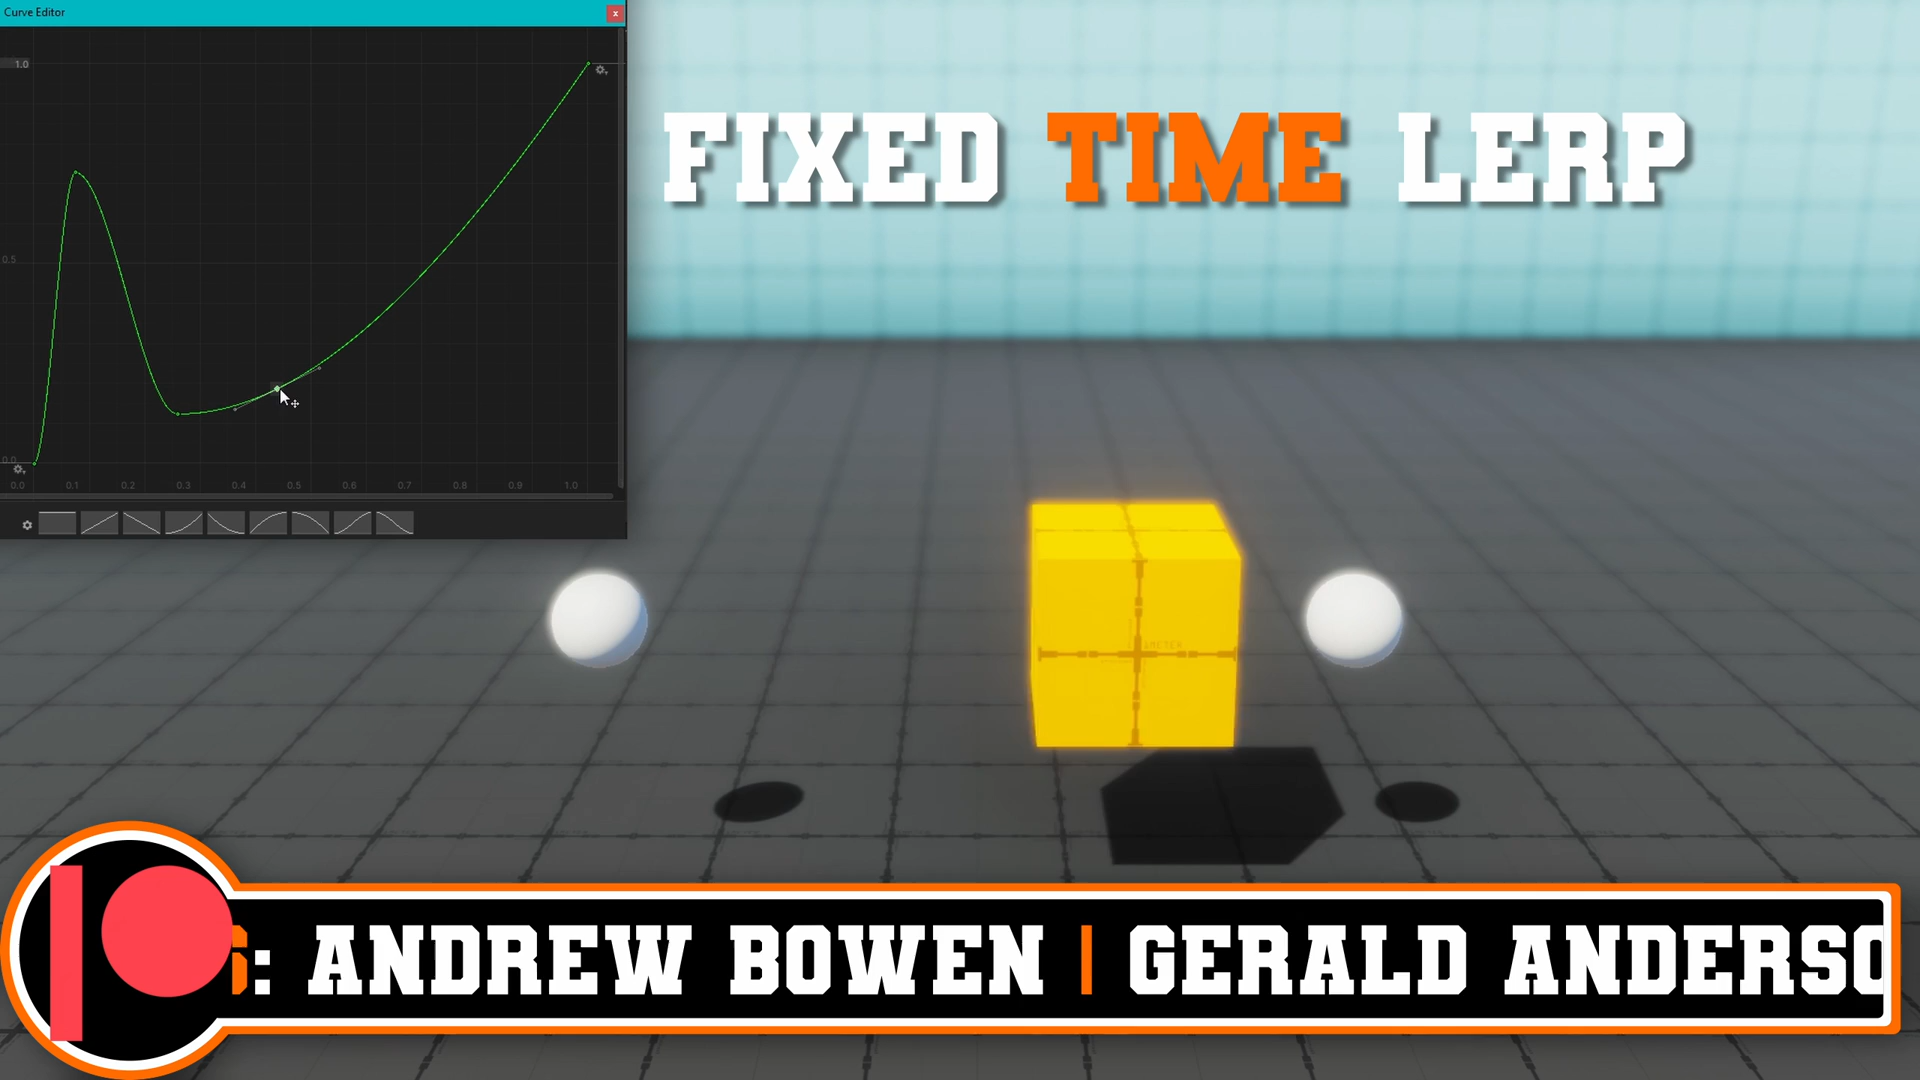 Curve Editor
x
1.0
FIXED TIME LERP
0.5
0.0
0.0 0.1 0.2 0.3 0.4 0.5 0.6 0.7 0.8 0.9 1.0
ARCTEK
S: ANDREW BOWEN | GERALD ANDERSO